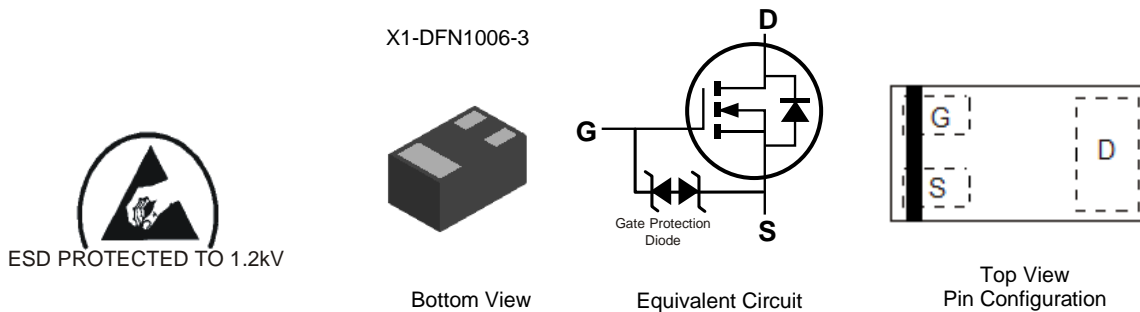 X1-DFN1006-3
ESD PROTECTED TO 1.2kV
Bottom View
D
G
S
Gate Protection
Diode
Equivalent Circuit
G
S
D
Top View
Pin Configuration